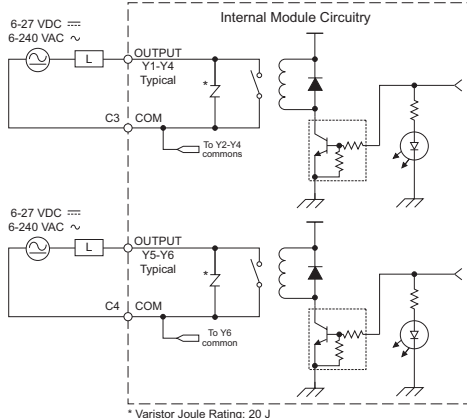 Internal Module Circuitry
6-27 VDC ⎓
6-240 VAC ∿
L
OUTPUT
Y1-Y4
Typical
*
C3
COM
To Y2-Y4
commons
6-27 VDC ⎓
6-240 VAC ∿
L
OUTPUT
Y5-Y6
Typical
*
C4
COM
To Y6
common
* Varistor Joule Rating: 20 J